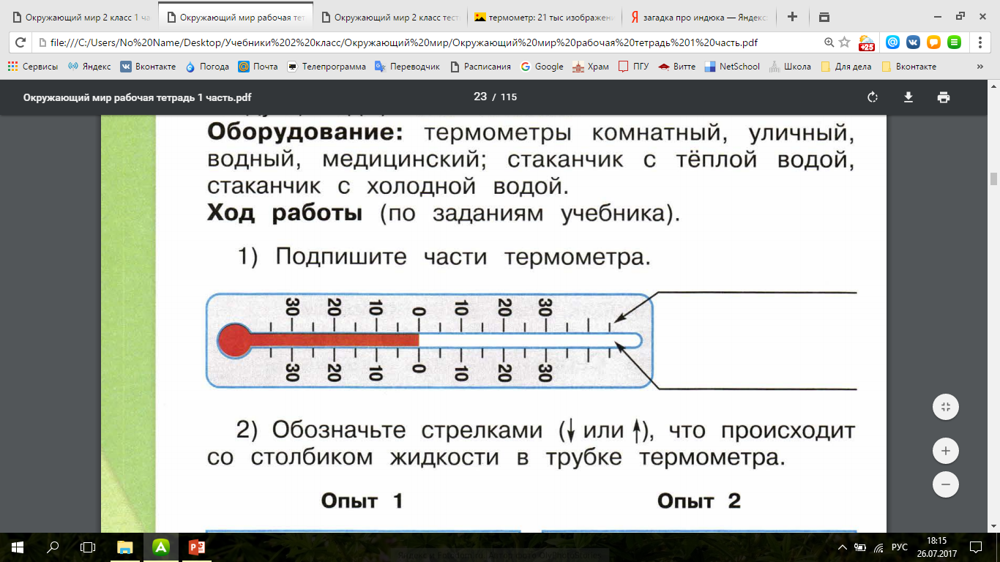 Окружающий мир 2 класс 1 ча
Окружающий мир рабочая тет
Окружающий мир 2 класс тест
термометр: 21 тыс изображени
загадка про индюка — Яндекс
file:///C:/Users/No%20Name/Desktop/Учебники%202%20класс/Окружающий%20мир/Окружающий%20мир%20рабочая%20тетрадь%201%20часть.pdf
+25
Сервисы Яндекс Вконтакте Погода Почта Телепрограмма Переводчик Расписания Google Храм ПГУ Витте NetSchool Школа Для дела Вконтакте »
Окружающий мир рабочая тетрадь 1 часть.pdf 23 / 115
Оборудование: термометры комнатный, уличный,
водный, медицинский; стаканчик с тёплой водой,
стаканчик с холодной водой.
Ход работы (по заданиям учебника).
1) Подпишите части термометра.
30 20 10 0 10 20 30
30 20 10 0 10 20 30
2) Обозначьте стрелками (↓ или ↑), что происходит
со столбиком жидкости в трубке термометра.
Опыт 1 Опыт 2
РУС
18:15
26.07.2017